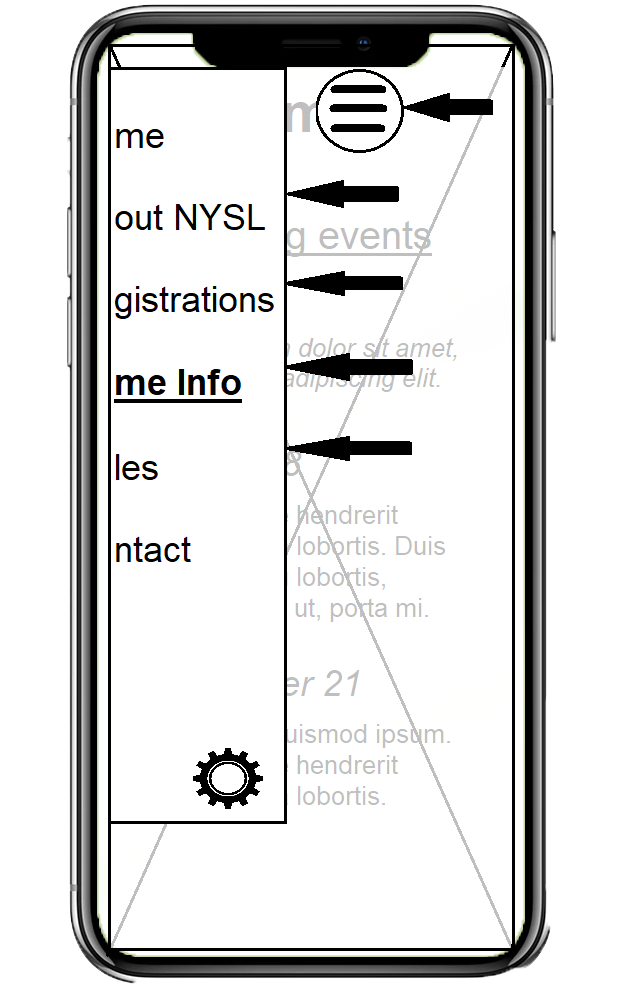 me
out NYSL
gistrations
me Info
les
ntact
m
g events
dolor sit amet,
adipiscing elit.
8
hendrerit
lobortis. Duis
lobortis,
ut, porta mi.
er 21
uismod ipsum.
hendrerit
lobortis.